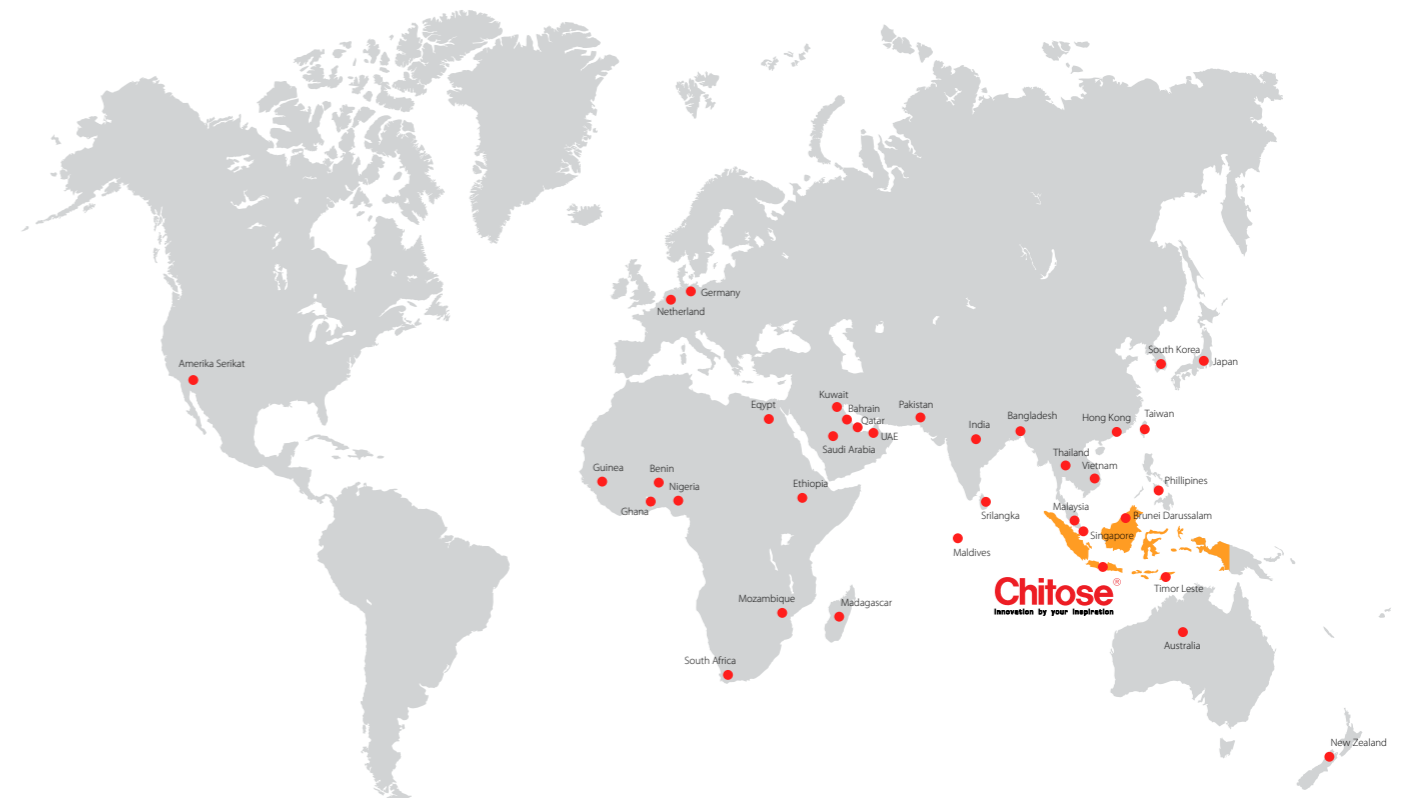 Germany
Netherland
South Korea
Japan
Amerika Serikat
Kuwait
Eqypt
Bahrain
Pakistan
Qatar
UAE
Saudi Arabia
India
Bangladesh
Hong Kong
Taiwan
Thailand
Vietnam
Guinea
Benin
Nigeria
Ghana
Ethiopia
Phillipines
Srilangka
Malaysia
Brunei Darussalam
Singapore
Maldives
Chitose®
Innovation by your inspiration
Timor Leste
Mozambique
Madagascar
Australia
South Africa
New Zealand